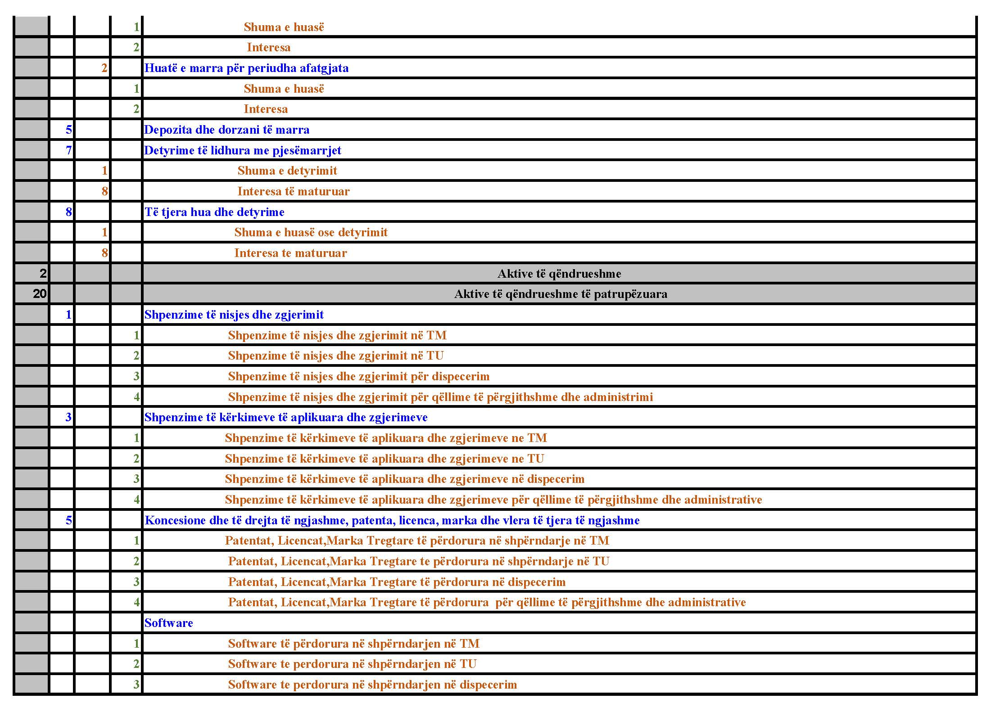 1 Shuma e huasë
2 Interesa
2 Huatë e marra për periudha afatgjata
1 Shuma e huasë
2 Interesa
5 Depozita dhe dorzani të marra
7 Detyrime të lidhura me pjesëmarrjet
1 Shuma e detyrimit
8 Interesa të maturuar
8 Të tjera hua dhe detyrime
1 Shuma e huasë ose detyrimit
8 Interesa te maturuar
2 Aktive të qëndrueshme
20 Aktive të qëndrueshme të patrupëzuara
1 Shpenzime të nisjes dhe zgjerimit
1 Shpenzime të nisjes dhe zgjerimit në TM
2 Shpenzime të nisjes dhe zgjerimit në TU
3 Shpenzime të nisjes dhe zgjerimit për dispecerim
4 Shpenzime të nisjes dhe zgjerimit për qëllime të përgjithshme dhe administrimi
3 Shpenzime të kërkimeve të aplikuara dhe zgjerimeve
1 Shpenzime të kërkimeve të aplikuara dhe zgjerimeve ne TM
2 Shpenzime të kërkimeve të aplikuara dhe zgjerimeve ne TU
3 Shpenzime të kërkimeve të aplikuara dhe zgjerimeve në dispecerim
4 Shpenzime të kërkimeve të aplikuara dhe zgjerimeve për qëllime të përgjithshme dhe administrative
5 Koncesione dhe të drejta të ngjashme, patenta, licenca, marka dhe vlera të tjera të ngjashme
1 Patentat, Licencat,Marka Tregtare të përdorura në shpërndarje në TM
2 Patentat, Licencat,Marka Tregtare te përdorura në shpërndarje në TU
3 Patentat, Licencat,Marka Tregtare të përdorura në dispecerim
4 Patentat, Licencat,Marka Tregtare të përdorura  për qëllime të përgjithshme dhe administrative
Software
1 Software të përdorura në shpërndarjen në TM
2 Software te perdorura në shpërndarjen në TU
3 Software te perdorura në shpërndarjen në dispecerim